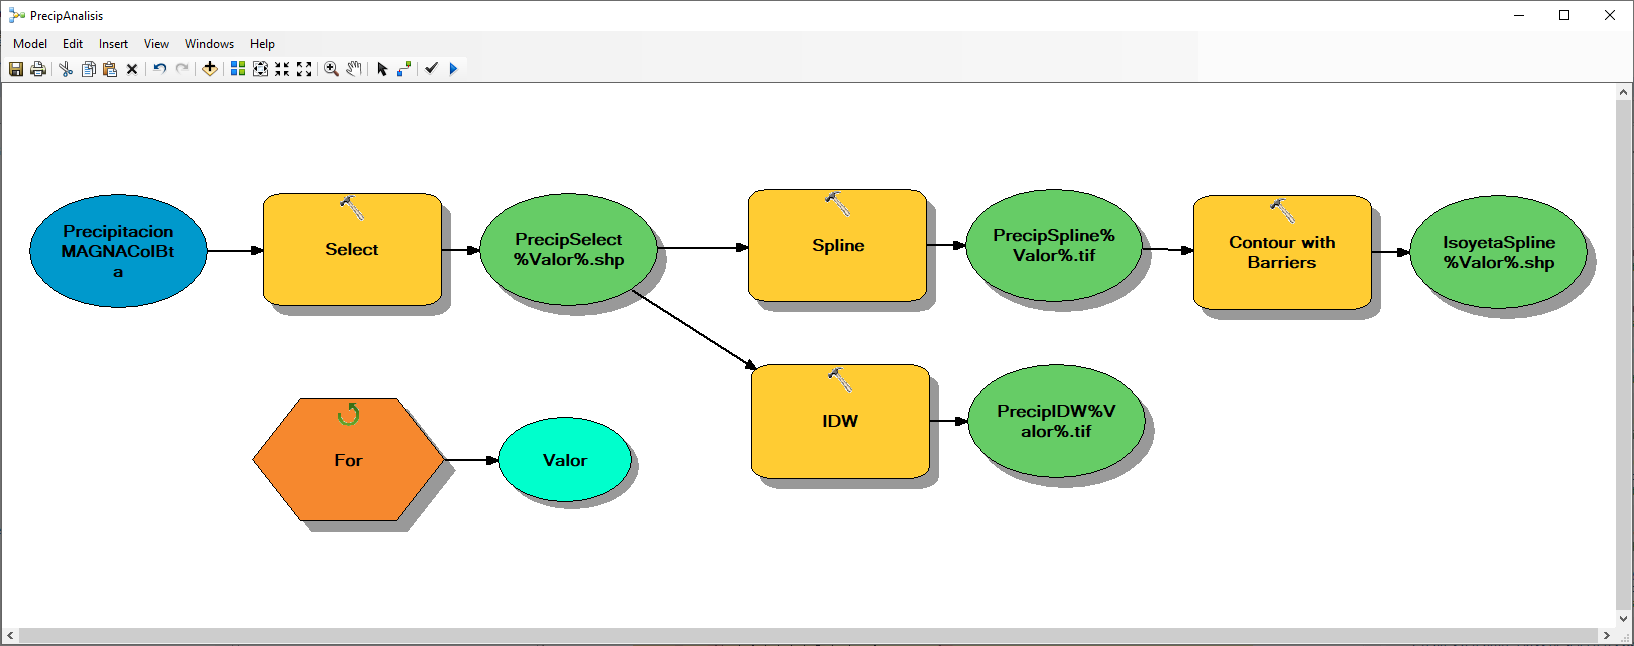 PrecipAnalisis
Model Edit Insert View Windows Help
Precipitacion
MAGNAColBt
a
Select
PrecipSelect
%Valor%.shp
Spline
PrecipSpline%
Valor%.tif
Contour with
Barriers
IsoyetaSpline
%Valor%.shp
IDW
PrecipIDW%V
alor%.tif
For
Valor